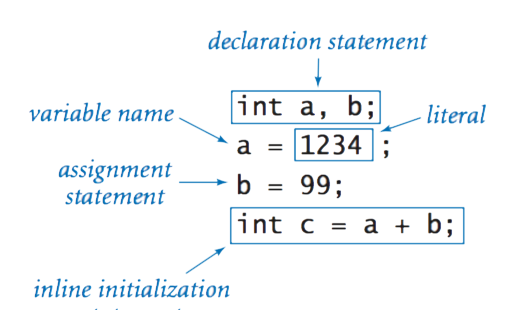 declaration statement
int a, b;
variable name
literal
a = 1234 ;
assignment
statement
b = 99;
int c = a + b;
inline initialization